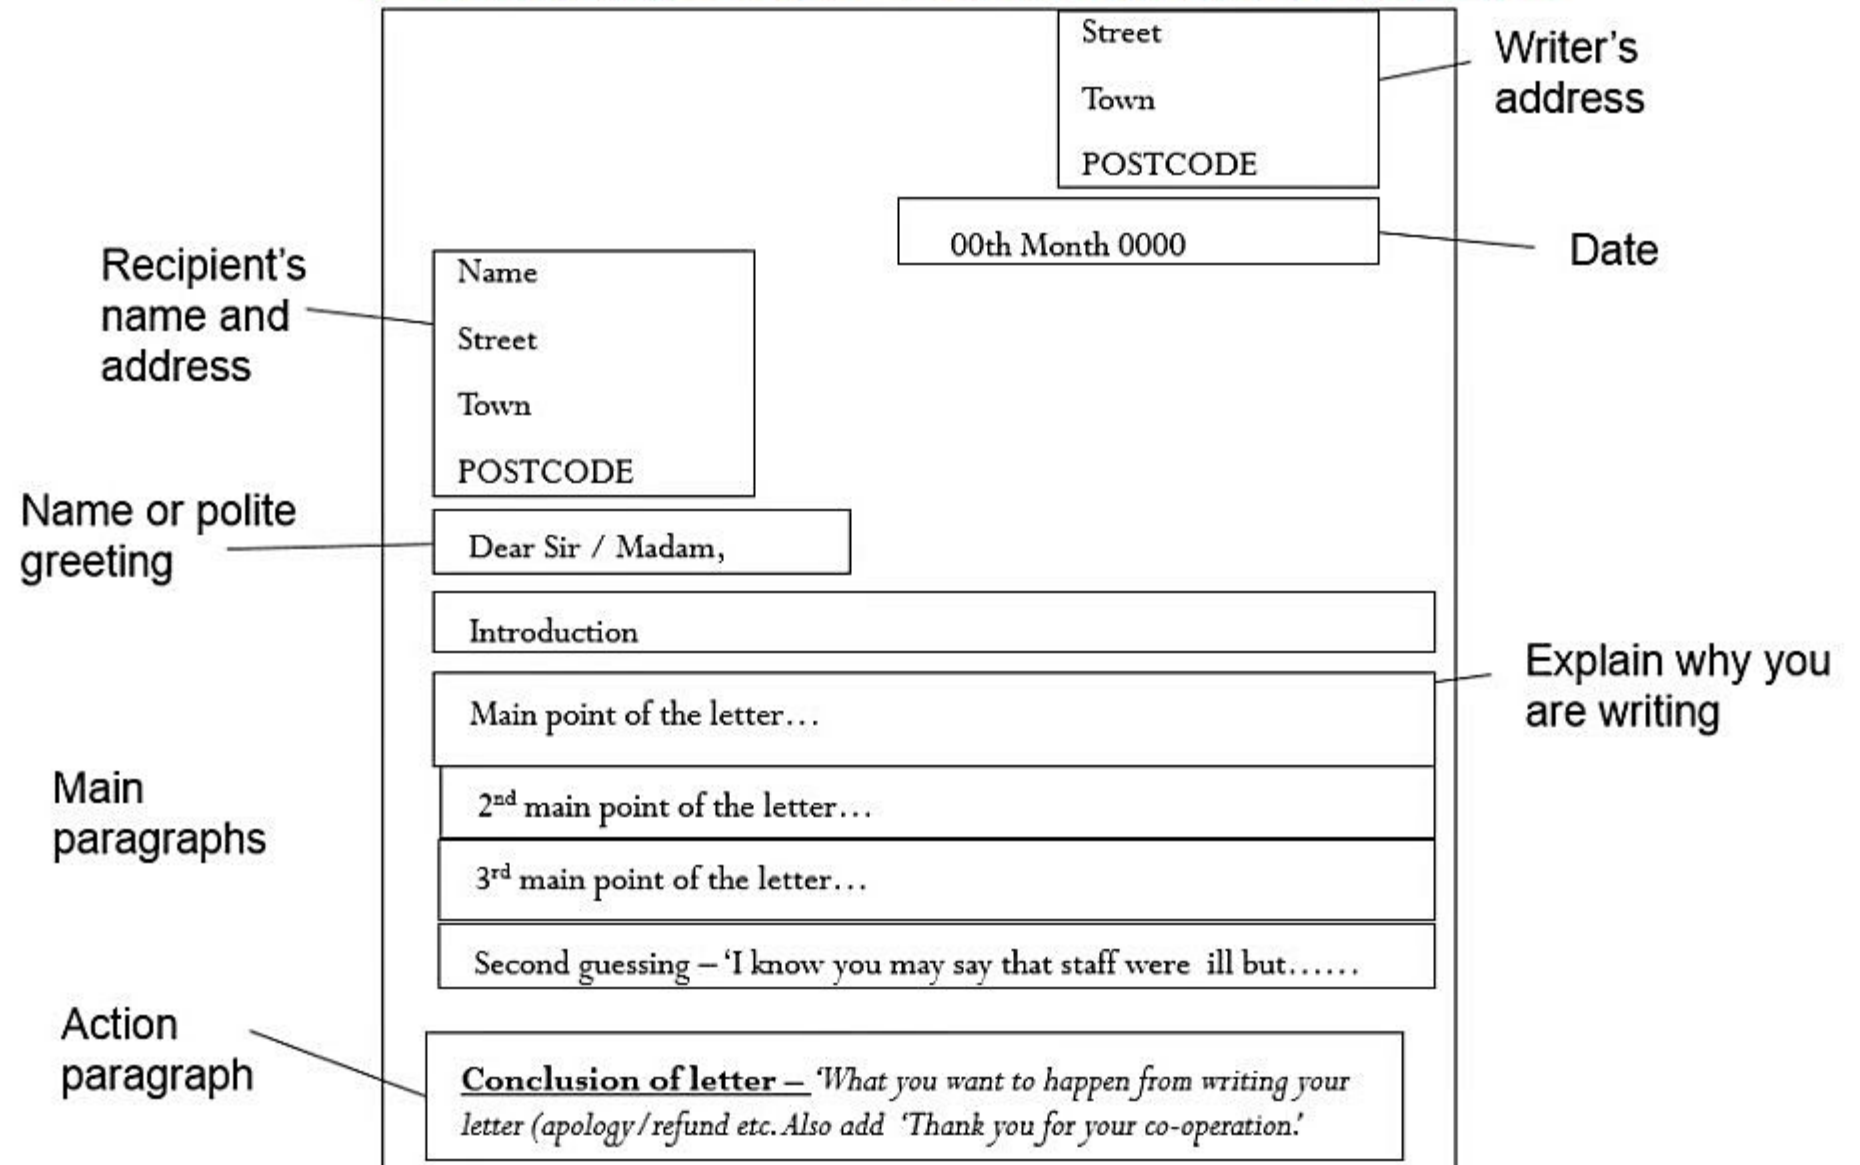 Street
Writer's
address
Town
POSTCODE
00th Month 0000
Date
Recipient's
name and
address
Name
Street
Town
POSTCODE
Name or polite
greeting
Dear Sir / Madam,
Introduction
Explain why you
are writing
Main point of the letter…
Main
paragraphs
2nd main point of the letter…
3rd main point of the letter…
Second guessing – 'I know you may say that staff were ill but……
Action
paragraph
Conclusion of letter – 'What you want to happen from writing your
letter (apology/refund etc. Also add 'Thank you for your co-operation.'